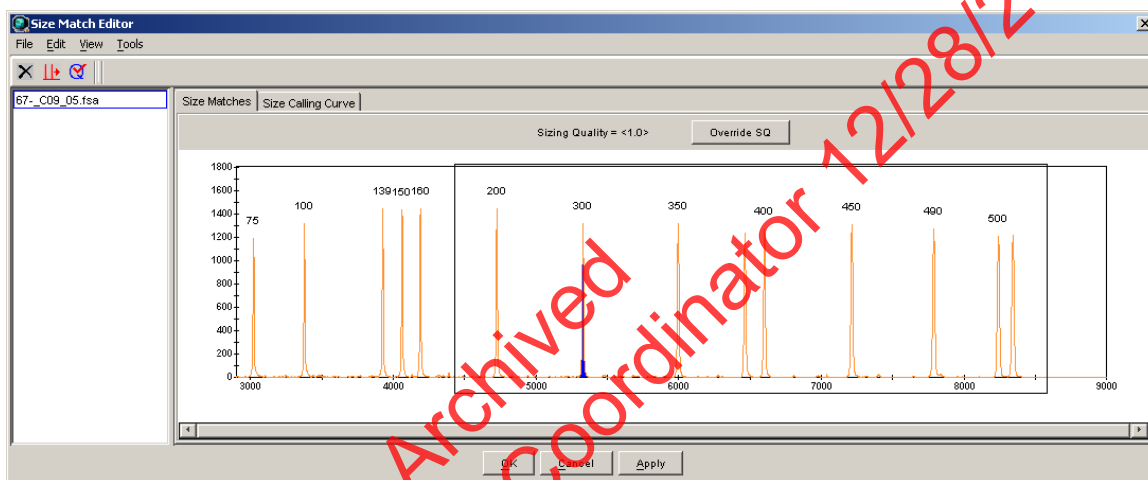 Size Match Editor
File Edit View Tools
67-_C09_05.fsa
Size Matches Size Calling Curve
Sizing Quality = <1.0> Override SQ
1800
1600
1400
1200
1000
800
600
400
200
0
75 100 139 150 160 200 300 350 400 450 490 500
3000 4000 5000 6000 7000 8000 9000
OK Cancel Apply
Archived
Coordinator 12/28/2